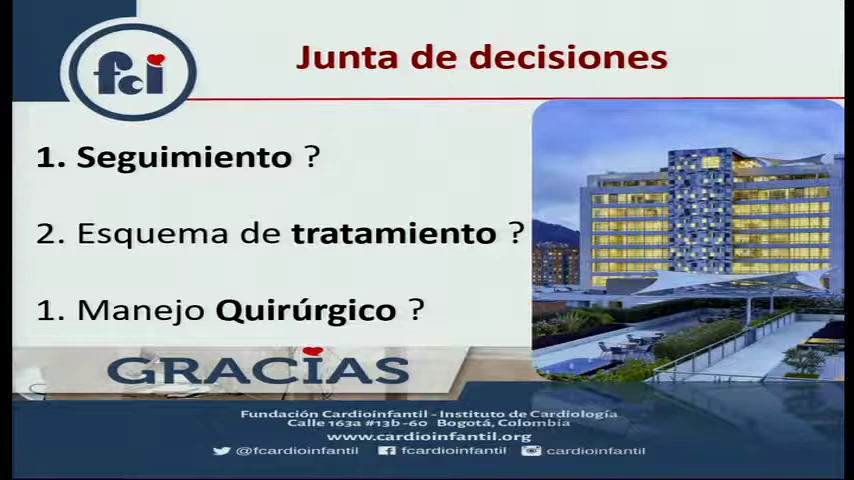 fci
Junta de decisiones
1. Seguimiento ?
2. Esquema de tratamiento ?
1. Manejo Quirúrgico ?
GRACIAS
Fundación Cardioinfantil - Instituto de Cardiología
Calle 163a #13b-60 Bogotá, Colombia
www.cardioinfantil.org
@fcardioinfantil fcardioinfantil cardioinfantil